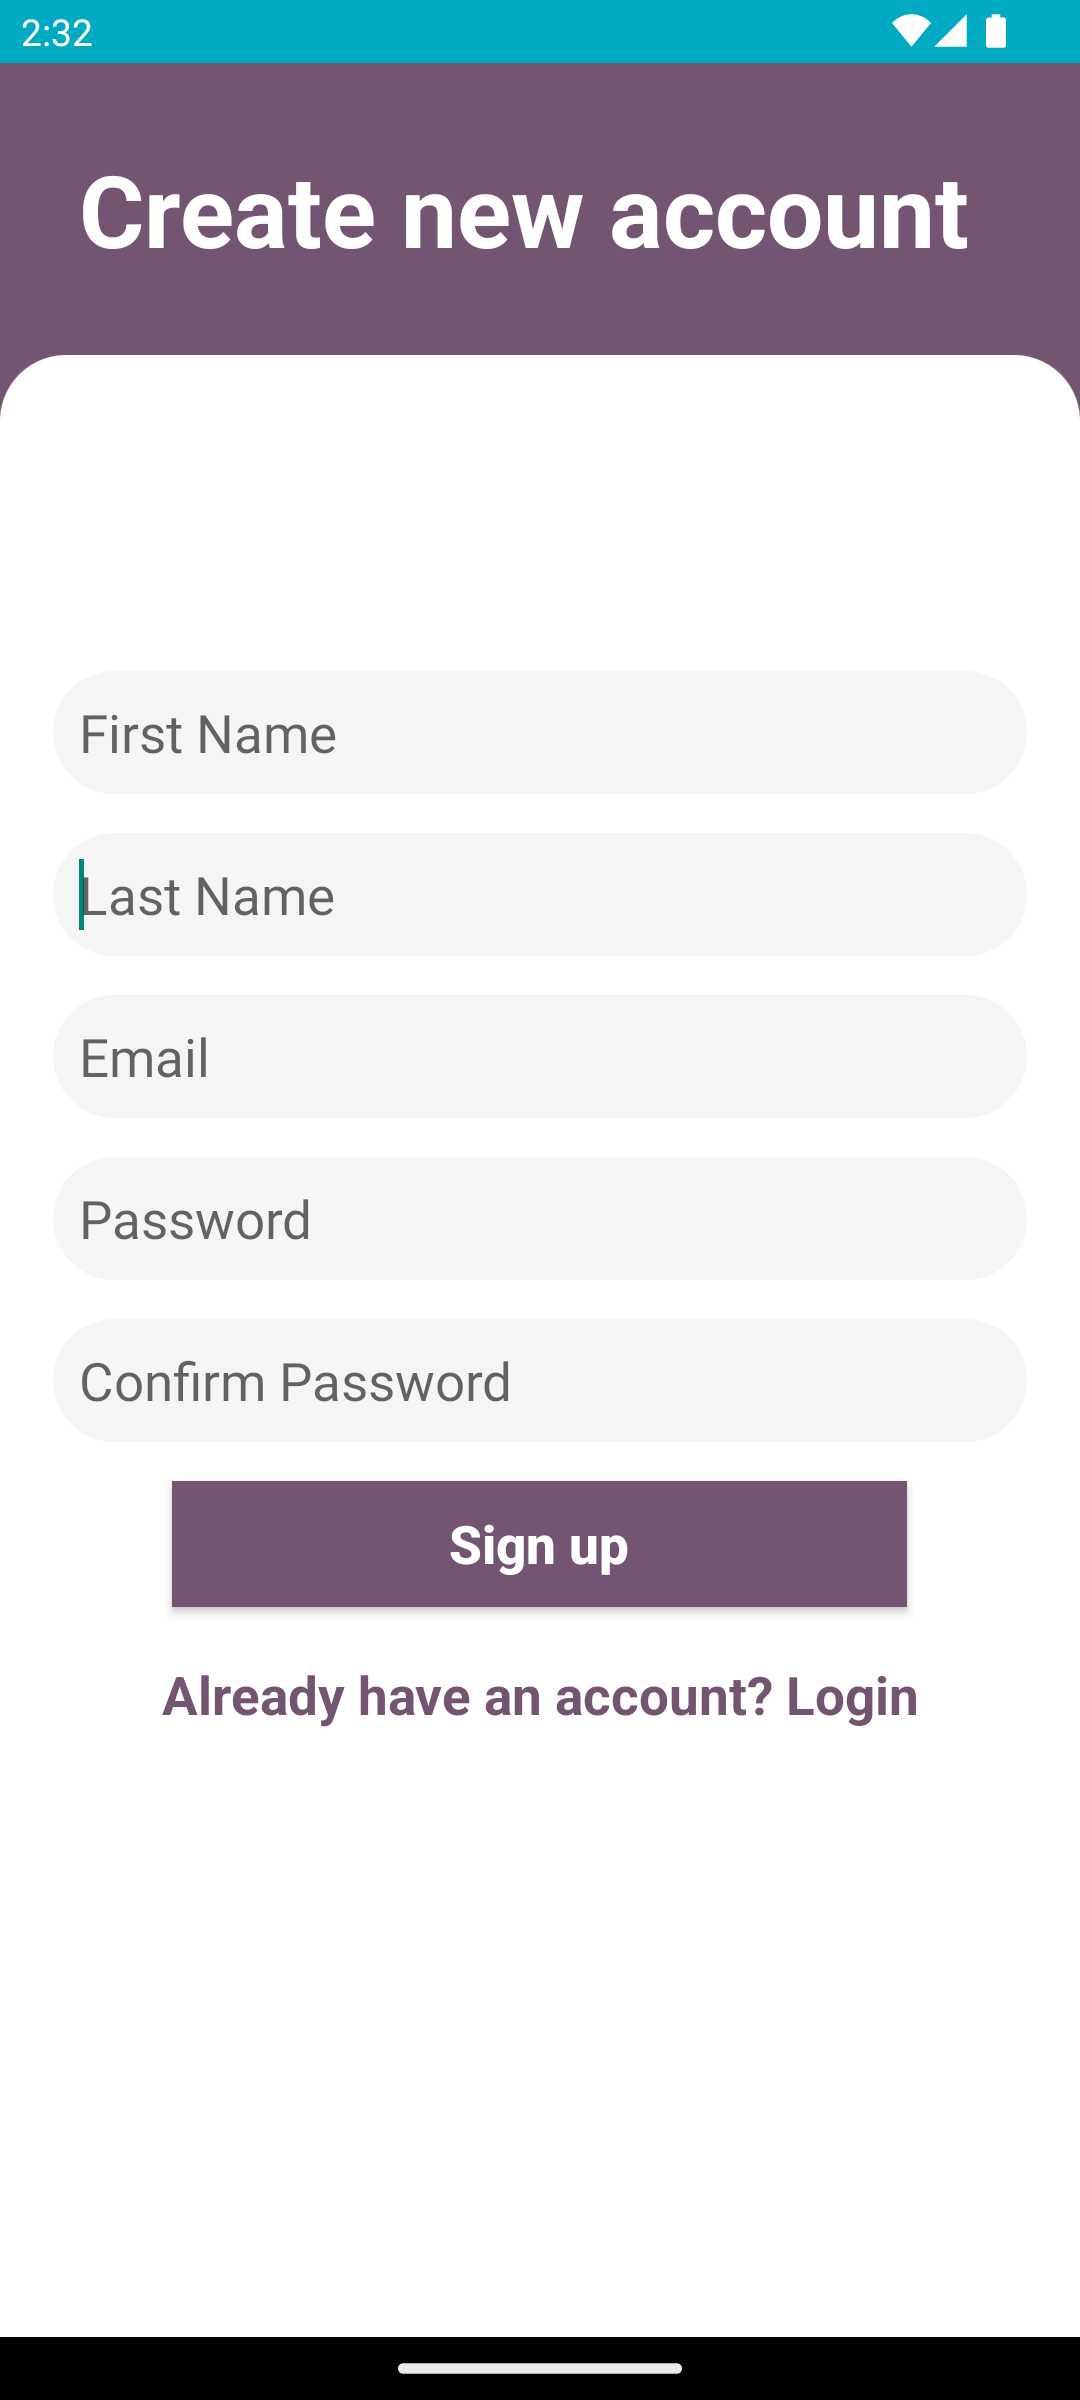 2:32
Create new account
First Name
Last Name
Email
Password
Confirm Password
Sign up
Already have an account? Login